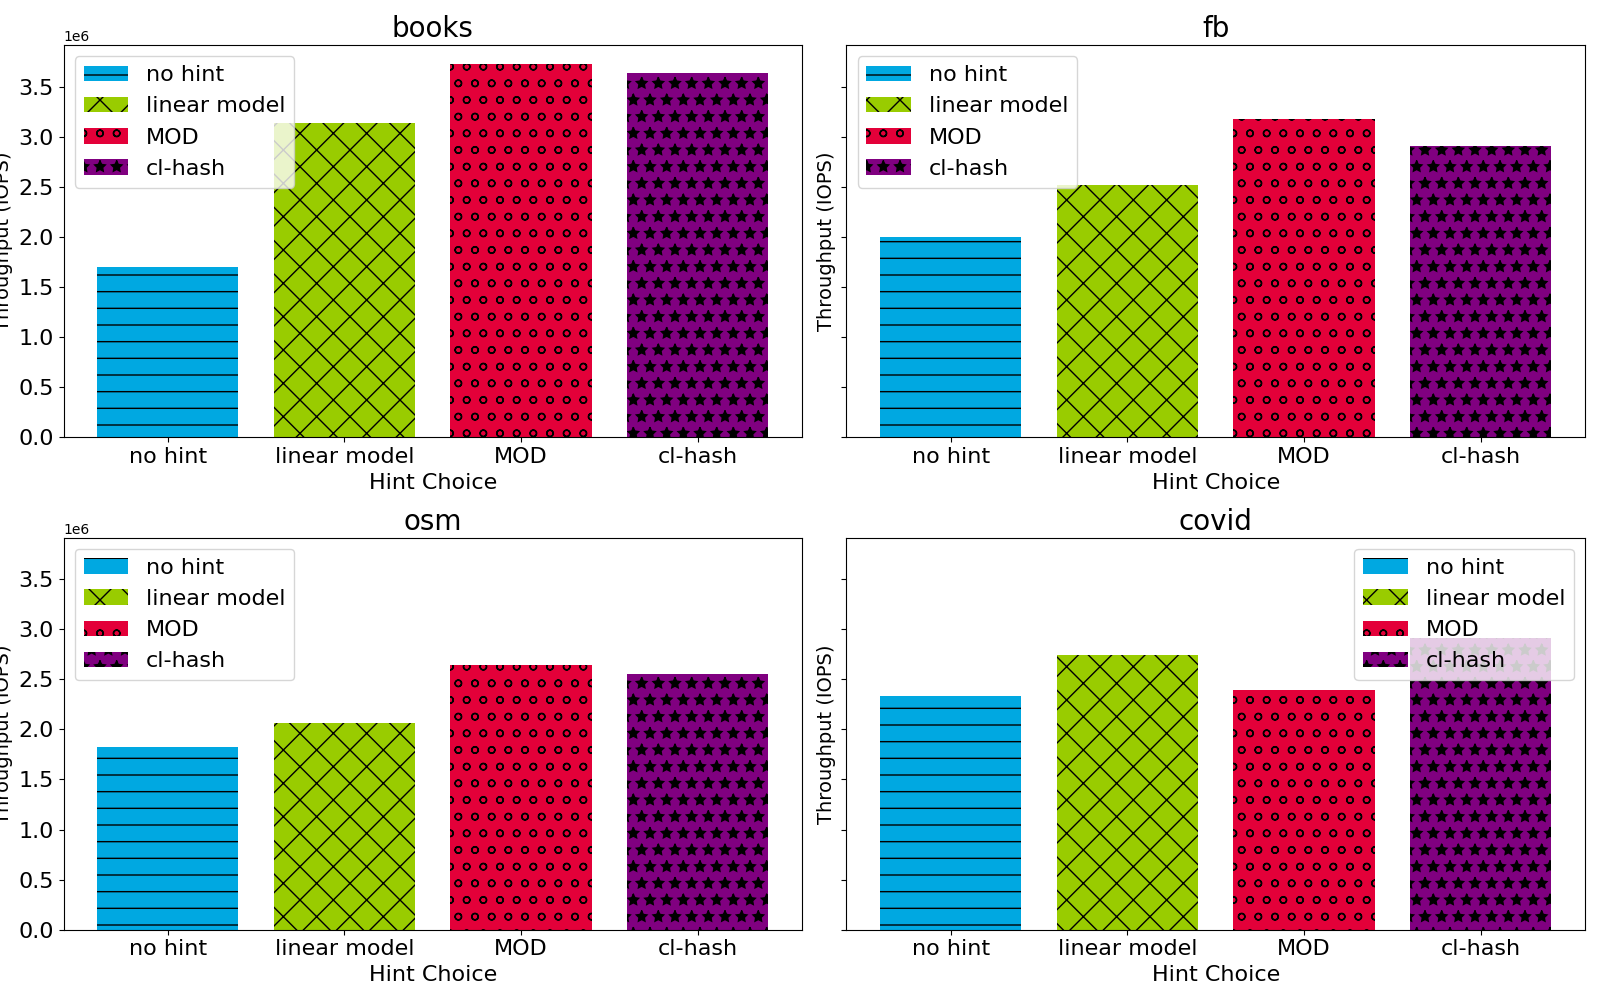 books
1e6
3.5
3.0
2.5
2.0
1.5
1.0
0.5
0.0
Throughput (IOPS)
no hint
linear model
MOD
cl-hash
no hint linear model MOD cl-hash
Hint Choice
fb
Throughput (IOPS)
no hint
linear model
MOD
cl-hash
no hint linear model MOD cl-hash
Hint Choice
osm
1e6
3.5
3.0
2.5
2.0
1.5
1.0
0.5
0.0
Throughput (IOPS)
no hint
linear model
MOD
cl-hash
no hint linear model MOD cl-hash
Hint Choice
covid
Throughput (IOPS)
no hint
linear model
MOD
cl-hash
no hint linear model MOD cl-hash
Hint Choice